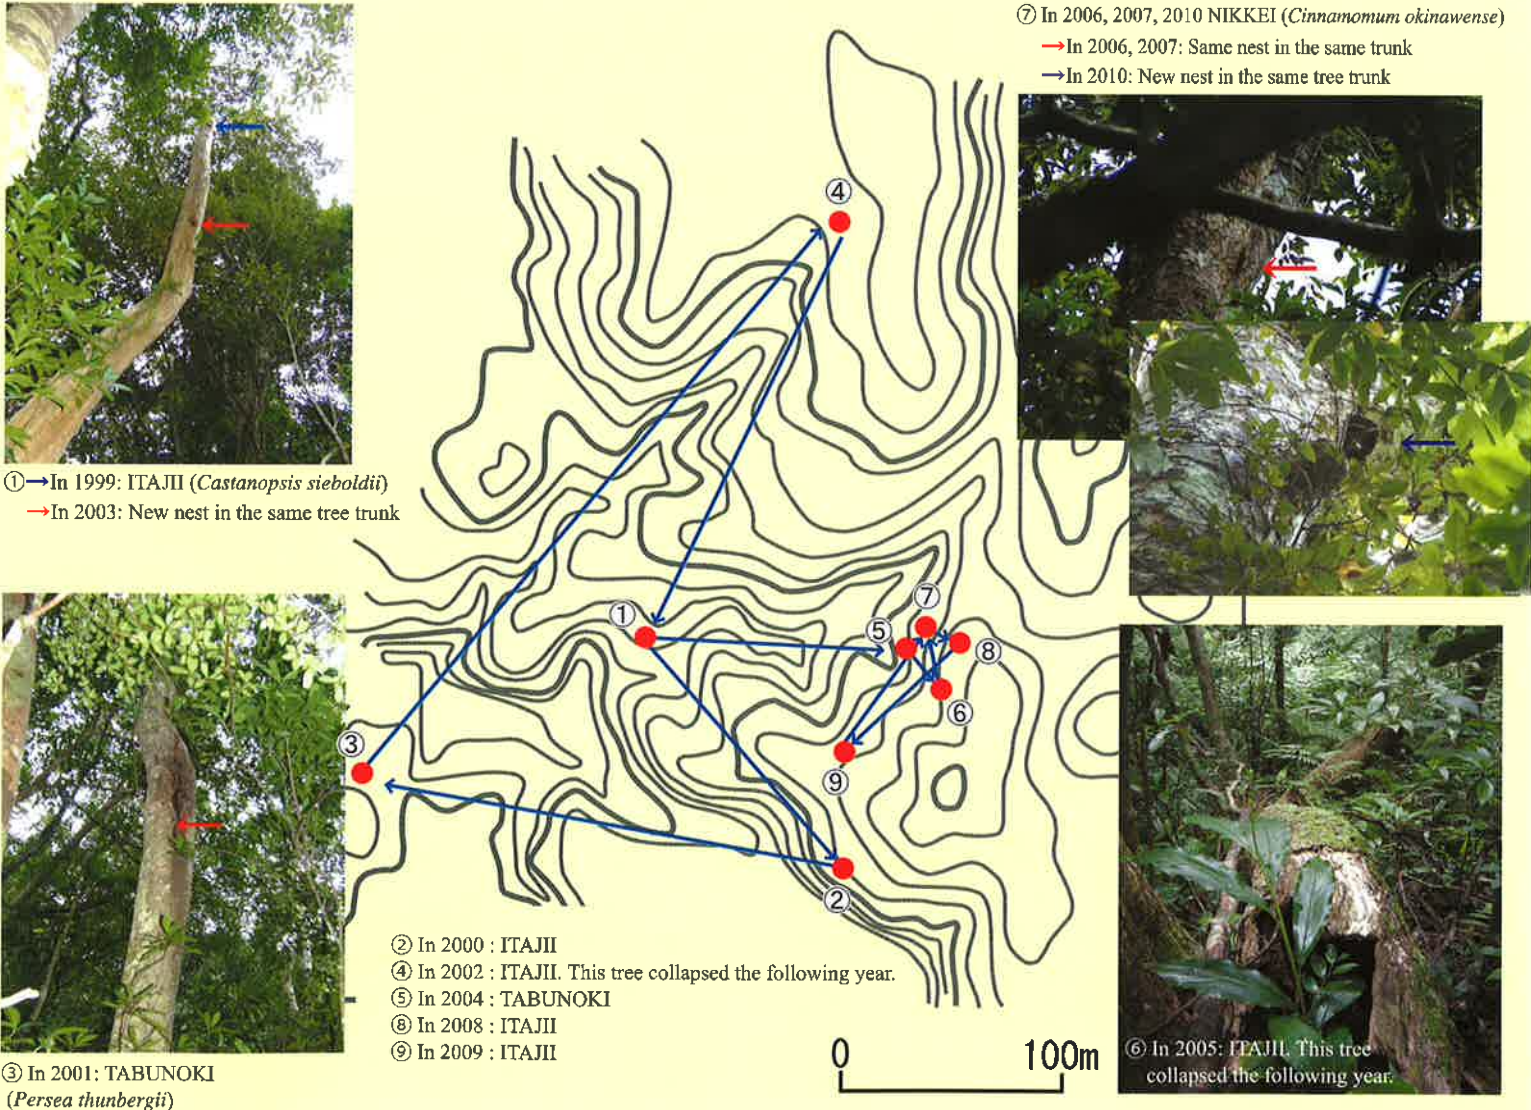 ⑦ In 2006, 2007, 2010 NIKKEI (Cinnamomum okinawense)
→In 2006, 2007: Same nest in the same trunk
→In 2010: New nest in the same tree trunk
①→In 1999: ITAJII (Castanopsis sieboldii)
→In 2003: New nest in the same tree trunk
④
①
⑦
⑤
⑧
⑥
③
⑨
②
② In 2000 : ITAJII
④ In 2002 : ITAJII. This tree collapsed the following year.
⑤ In 2004 : TABUNOKI
⑧ In 2008 : ITAJII
⑨ In 2009 : ITAJII
0 100m
⑥ In 2005: ITAJII. This tree
collapsed the following year.
③ In 2001: TABUNOKI
(Persea thunbergii)